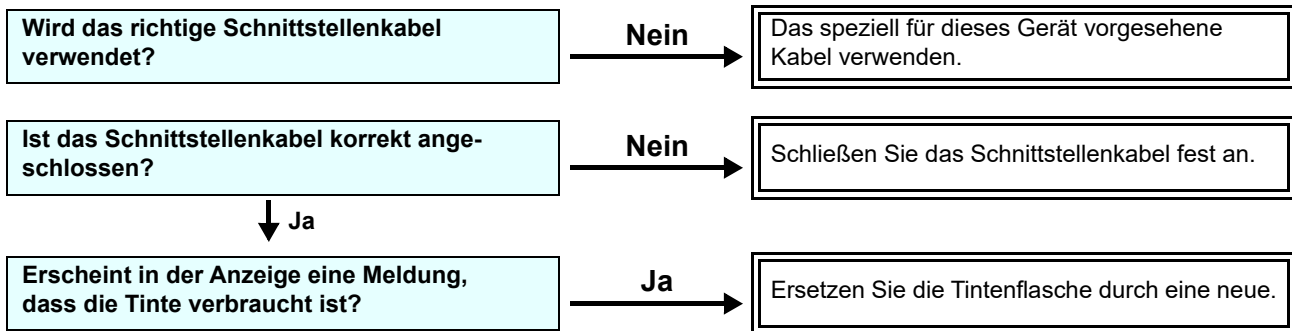 Wird das richtige Schnittstellenkabel
verwendet?
Nein
Das speziell für dieses Gerät vorgesehene
Kabel verwenden.
Ist das Schnittstellenkabel korrekt ange-
schlossen?
Nein
Schließen Sie das Schnittstellenkabel fest an.
Ja
Erscheint in der Anzeige eine Meldung,
dass die Tinte verbraucht ist?
Ja
Ersetzen Sie die Tintenflasche durch eine neue.